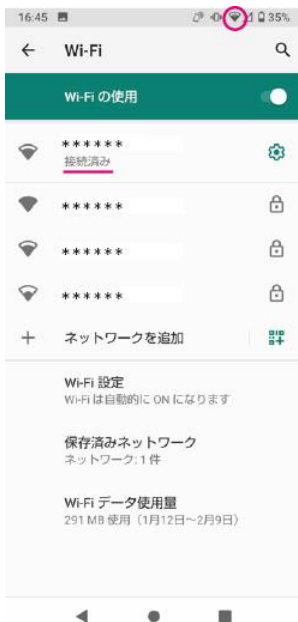 16:45 35%
Wi-Fi
Wi-Fi の使用
******
接続済み
******
******
******
ネットワークを追加
Wi-Fi 設定
Wi-Fi は自動的に ON になります
保存済みネットワーク
ネットワーク: 1 件
Wi-Fi データ使用量
291 MB 使用（1月12日～2月9日）